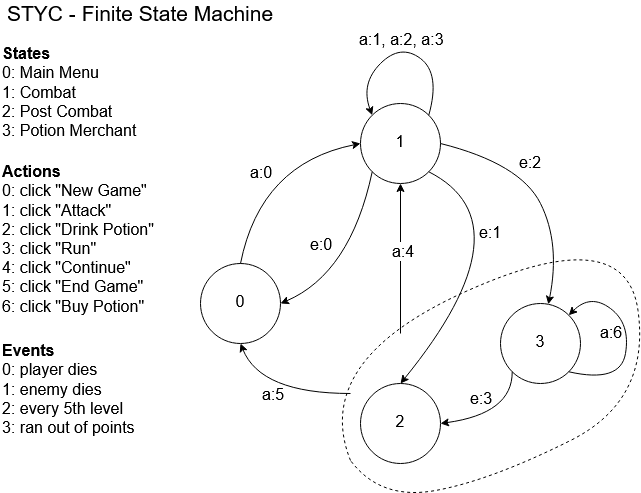 STYC - Finite State Machine
States
0: Main Menu
1: Combat
2: Post Combat
3: Potion Merchant
Actions
0: click "New Game"
1: click "Attack"
2: click "Drink Potion"
3: click "Run"
4: click "Continue"
5: click "End Game"
6: click "Buy Potion"
Events
0: player dies
1: enemy dies
2: every 5th level
3: ran out of points
a:1, a:2, a:3
1
a:0
e:2
e:0
e:1
a:4
0
3
a:6
a:5
e:3
2